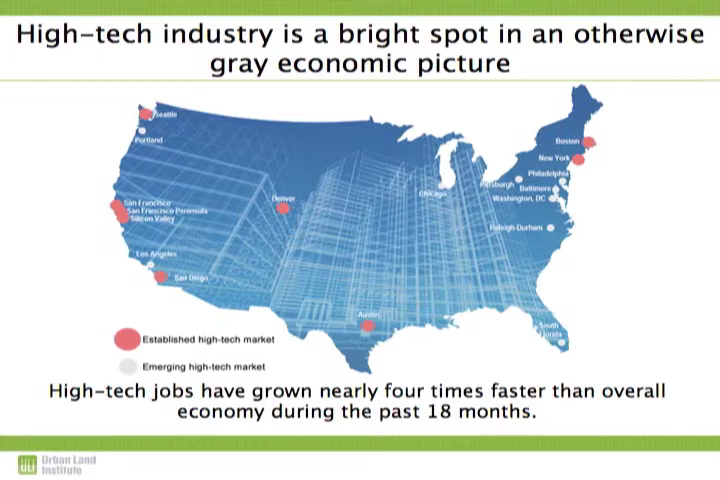 High-tech industry is a bright spot in an otherwise
gray economic picture
Seattle
Portland
Boston
New York
Philadelphia
Pittsburgh
Baltimore
Washington, DC
Chicago
Denver
San Francisco
San Francisco Peninsula
Silicon Valley
Raleigh-Durham
Los Angeles
San Diego
Austin
South
Florida
Established high-tech market
Emerging high-tech market
High-tech jobs have grown nearly four times faster than overall
economy during the past 18 months.
ULI
Urban Land
Institute